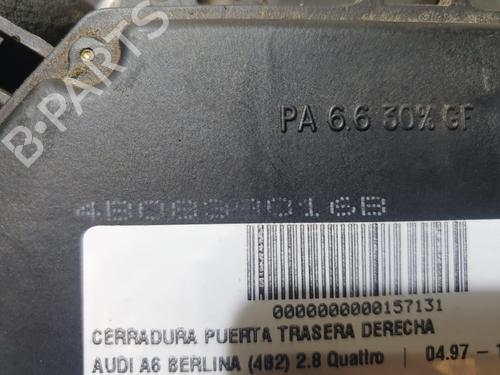 PA 6.6 30% GF
4B0839016B
0000000000157131
CERRADURA PUERTA TRASERA DERECHA
AUDI A6 BERLINA (4B2) 2.8 Quattro | 04.97 -
B-PARTS